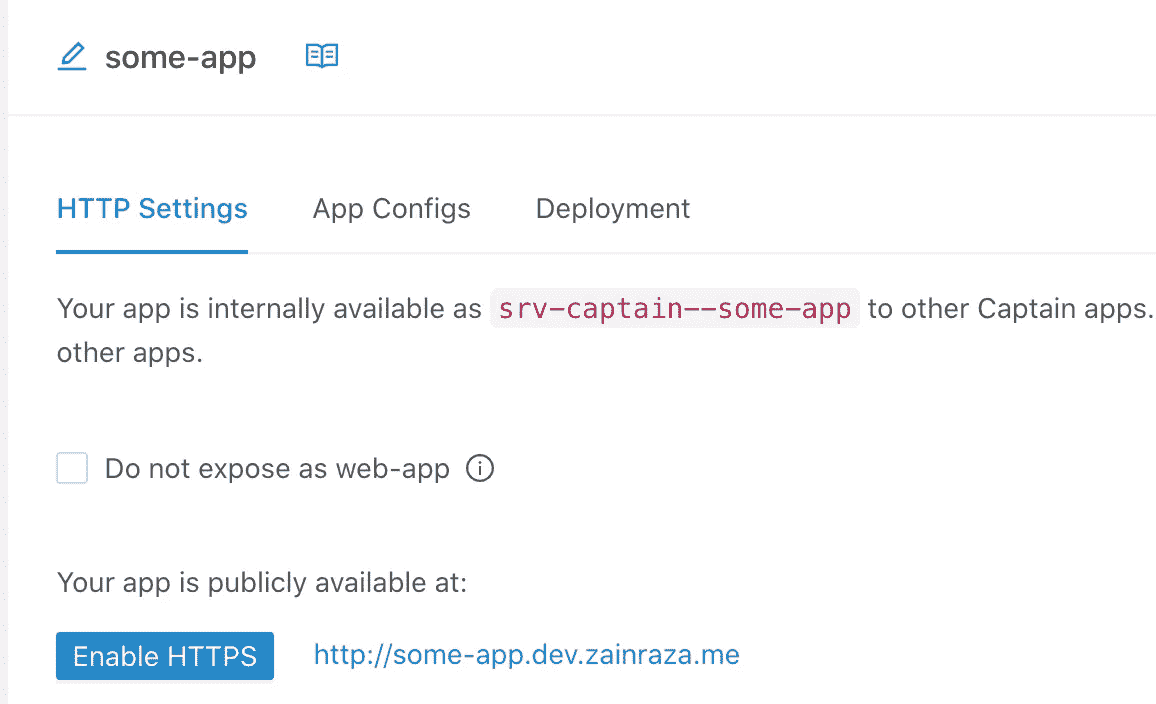 some-app
HTTP Settings App Configs Deployment
Your app is internally available as srv-captain--some-app to other Captain apps.
other apps.
Do not expose as web-app
Your app is publicly available at:
Enable HTTPS http://some-app.dev.zainraza.me